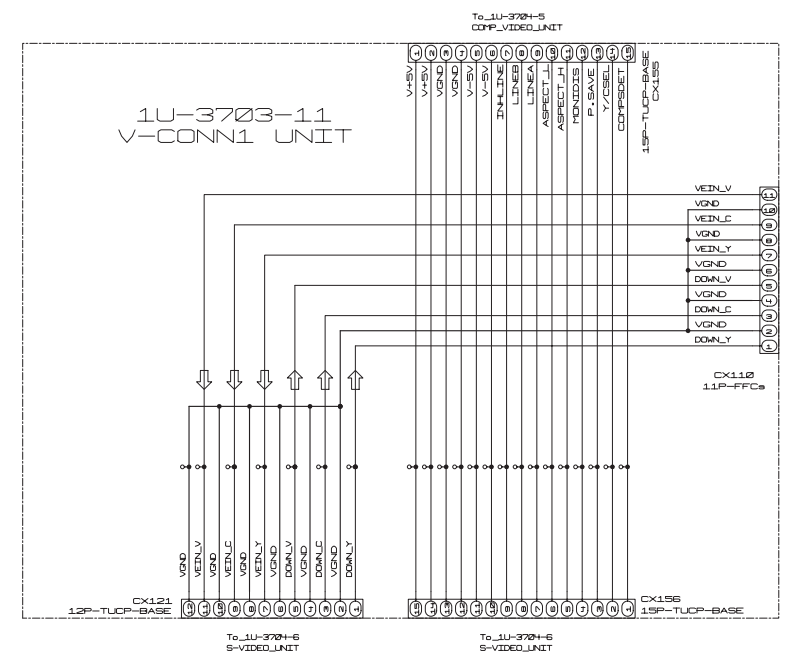 To_1U-3704-5
COMP_VIDEO_UNIT
1 2 3 4 5 6 7 8 9 10 11 12 13 14 15
V+5V
V+5V
VGND
VGND
V-5V
V-5V
INHLINE
LINEB
LINEA
ASPECT_L
ASPECT_H
MONIDIS
P.SAVE
Y/CSEL
COMPSDET
15P-TUCP-BASE
CX155
1U-3703-11
V-CONN1 UNIT
VEIN_V 11
VGND 10
VEIN_C 9
VGND 8
VEIN_Y 7
VGND 6
DOWN_V 5
VGND 4
DOWN_C 3
VGND 2
DOWN_Y 1
CX110
11P-FFCs
VGND
VEIN_V
VGND
VEIN_C
VGND
VEIN_Y
VGND
DOWN_V
VGND
DOWN_C
VGND
DOWN_Y
CX121
12P-TUCP-BASE
12 11 10 9 8 7 6 5 4 3 2 1
15 14 13 12 11 10 9 8 7 6 5 4 3 2 1
CX156
15P-TUCP-BASE
To_1U-3704-6
S-VIDEO_UNIT
To_1U-3704-6
S-VIDEO_UNIT